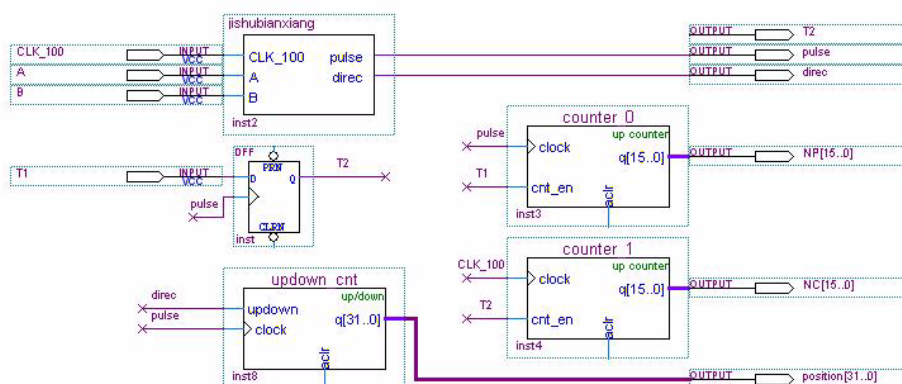 jishubianxiang
CLK_100 INPUT VCC CLK_100 pulse OUTPUT T2
A INPUT VCC A direc OUTPUT pulse
B INPUT VCC B OUTPUT direc
inst2
counter_0
up counter
pulse clock q[15..0] OUTPUT NP[15..0]
T1 cnt_en
aclr
inst3
DFF
PRN
T1 INPUT VCC D Q T2
pulse
CLRN
inst
counter_1
up counter
CLK_100 clock q[15..0] OUTPUT NC[15..0]
T2 cnt_en
aclr
inst4
updown_cnt
up/down
direc updown q[31..0]
pulse clock
aclr
inst8
OUTPUT position[31..0]